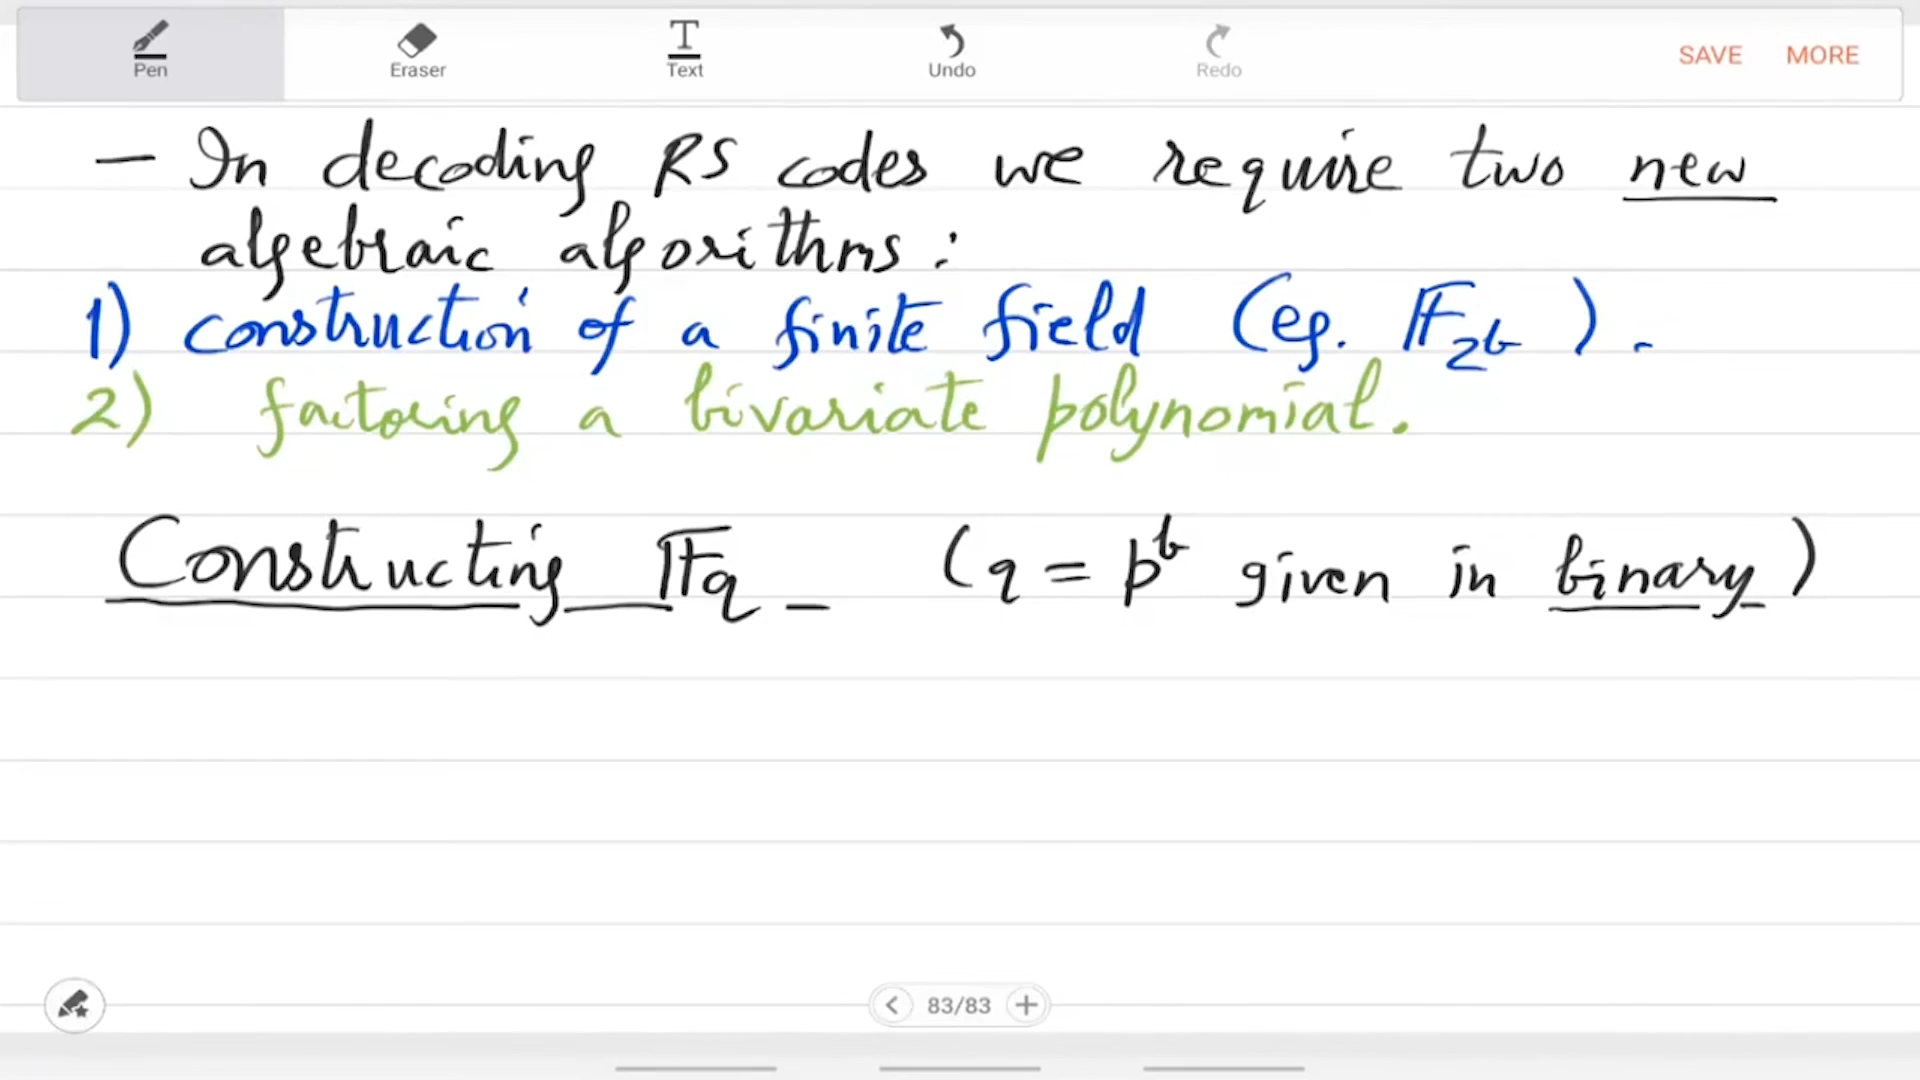 Pen Eraser Text Undo Redo SAVE MORE
— In decoding RS codes we require two new
algebraic algorithms :
1) construction of a finite field (eg. 𝔽_{2^b}) .
2) factoring a bivariate polynomial.
Constructing 𝔽_q – (q = p^b given in binary)
83/83